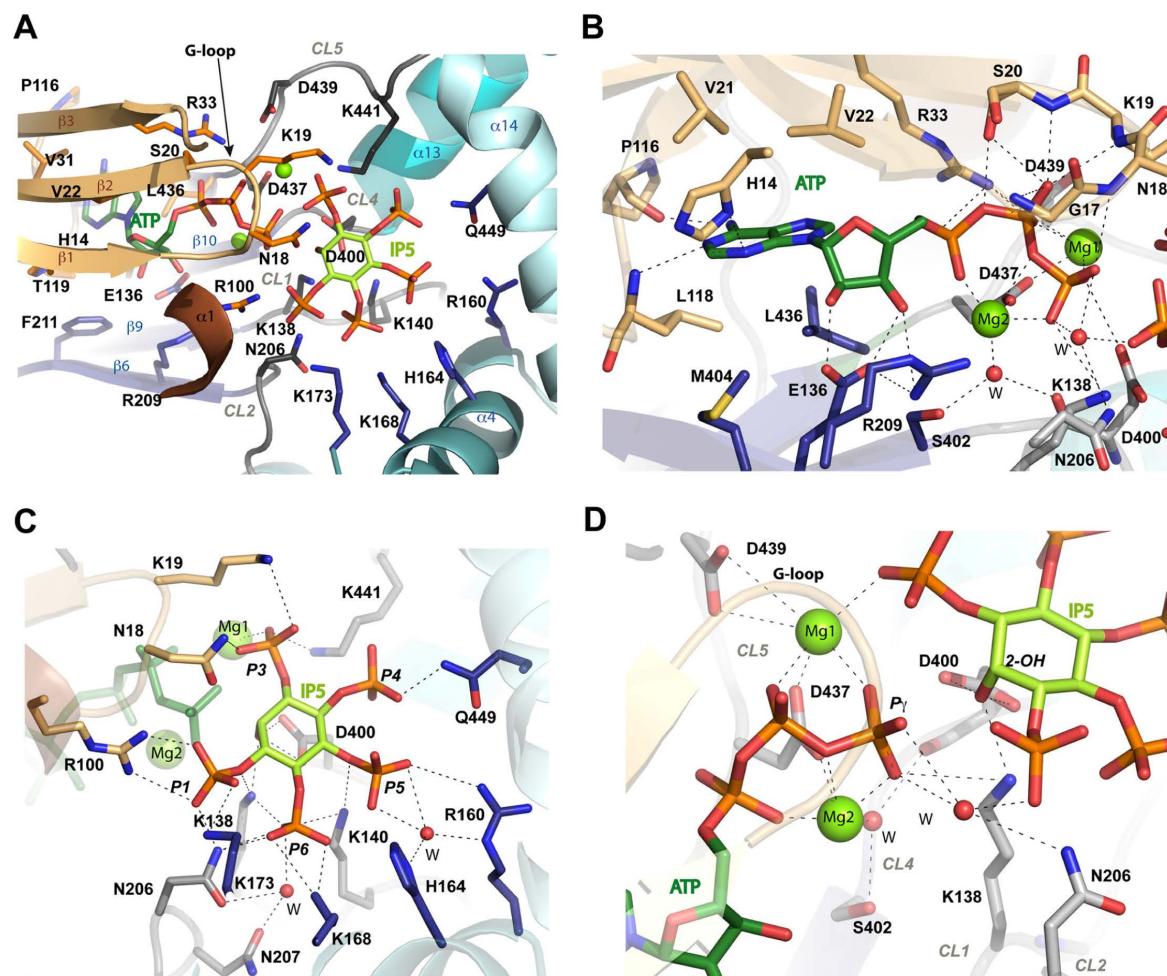 A
G-loop
CL5
P116
D439
R33
K441
β3
α14
S20
K19
α13
V31
V22
β2
L436
D437
CL4
ATP
Q449
H14
β10
N18
D400
IP5
β1
CL1
T119
E136
R100
R160
F211
β9
α1
K138
K140
N206
β6
H164
R209
CL2
K173
K168
α4
B
S20
V21
K19
V22
R33
P116
D439
H14
ATP
N18
G17
Mg1
D437
L118
Mg2
L436
W
M404
E136
W
K138
R209
S402
D400
N206
C
K19
K441
N18
Mg1
P3
P4
IP5
Q449
D400
R100
Mg2
P5
P1
R160
K138
K140
P6
W
N206
K173
H164
W
K168
N207
D
D439
G-loop
Mg1
IP5
CL5
D400
2-OH
D437
Pγ
Mg2
W
W
CL4
ATP
N206
S402
K138
CL1
CL2